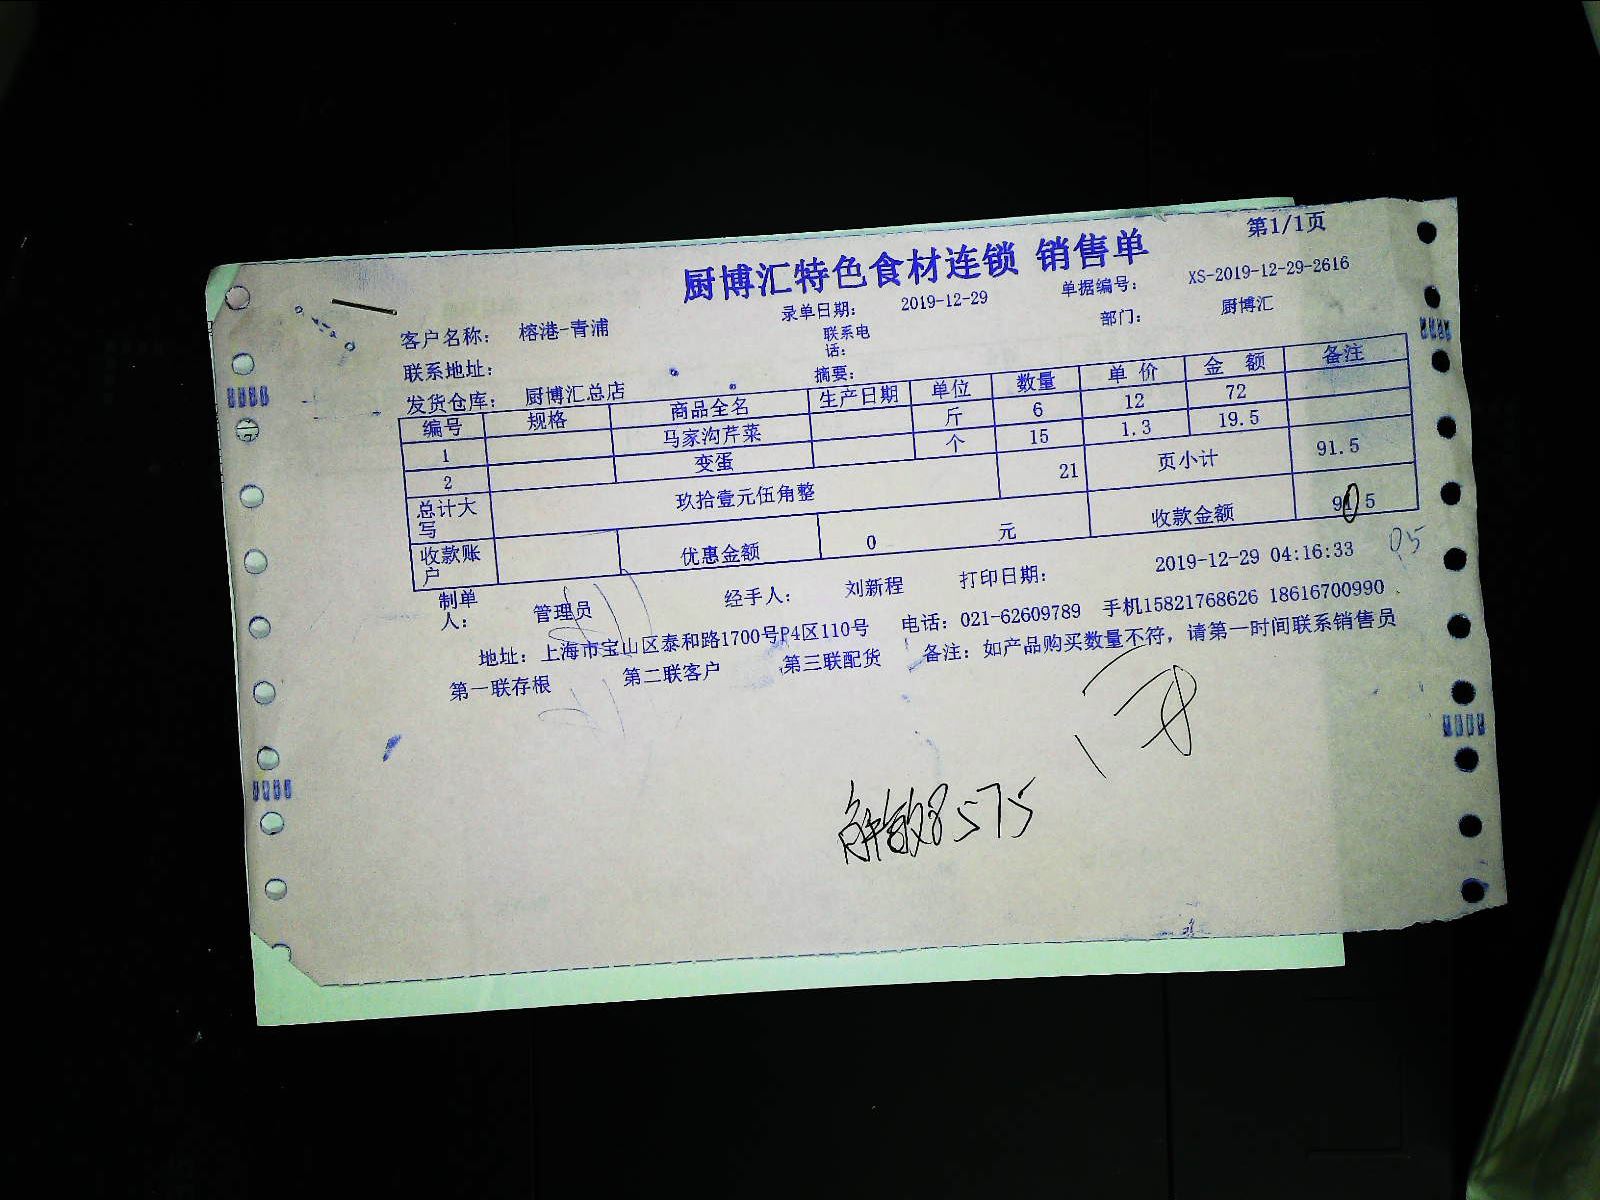 第1/1页
厨博汇特色食材连锁 销售单
录单日期： 2019-12-29 单据编号： XS-2019-12-29-2616
客户名称： 榕港-青浦 联系电话： 部门： 厨博汇
联系地址： 摘要：
发货仓库： 厨博汇总店
编号 规格 商品全名 生产日期 单位 数量 单 价 金 额 备注
1 马家沟芹菜 斤 6 12 72
2 变蛋 个 15 1.3 19.5
总计大写 玖拾壹元伍角整 21 页小计 91.5
收款账户 优惠金额 0 元 收款金额
制单人： 管理员 经手人： 刘新程 打印日期： 2019-12-29 04:16:33
地址：上海市宝山区泰和路1700号P4区110号 电话：021-62609789 手机15821768626 18616700990
第一联存根 第二联客户 第三联配货 备注：如产品购买数量不符，请第一时间联系销售员
8575